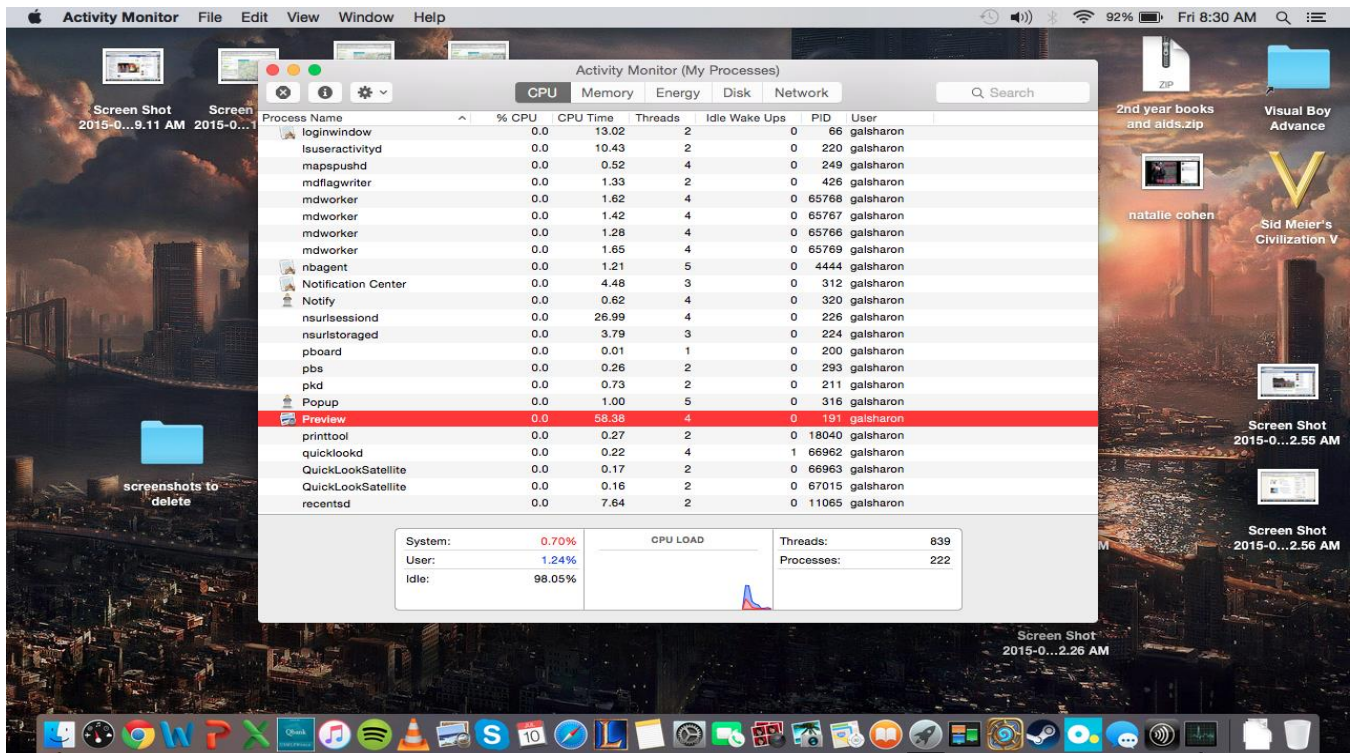 Activity Monitor File Edit View Window Help 92% Fri 8:30 AM
Activity Monitor (My Processes)
CPU Memory Energy Disk Network Search
Process Name % CPU CPU Time Threads Idle Wake Ups PID User
loginwindow 0.0 13.02 2 0 66 galsharon
lsuseractivityd 0.0 10.43 2 0 220 galsharon
mapspushd 0.0 0.52 4 0 249 galsharon
mdflagwriter 0.0 1.33 2 0 426 galsharon
mdworker 0.0 1.62 4 0 65768 galsharon
mdworker 0.0 1.42 4 0 65767 galsharon
mdworker 0.0 1.28 4 0 65766 galsharon
mdworker 0.0 1.65 4 0 65769 galsharon
nbagent 0.0 1.21 5 0 4444 galsharon
Notification Center 0.0 4.48 3 0 312 galsharon
Notify 0.0 0.62 4 0 320 galsharon
nsurlsessiond 0.0 26.99 4 0 226 galsharon
nsurlstoraged 0.0 3.79 3 0 224 galsharon
pboard 0.0 0.01 1 0 200 galsharon
pbs 0.0 0.26 2 0 293 galsharon
pkd 0.0 0.73 2 0 211 galsharon
Popup 0.0 1.00 5 0 316 galsharon
Preview 0.0 58.38 4 0 191 galsharon
printtool 0.0 0.27 2 0 18040 galsharon
quicklookd 0.0 0.22 4 1 66962 galsharon
QuickLookSatellite 0.0 0.17 2 0 66963 galsharon
QuickLookSatellite 0.0 0.16 2 0 67015 galsharon
recentsd 0.0 7.64 2 0 11065 galsharon
System: 0.70% CPU LOAD Threads: 839
User: 1.24% Processes: 222
Idle: 98.05%
Screen Shot
2015-0...9.11 AM
Screen
2015-0...1
screenshots to
delete
ZIP
2nd year books
and aids.zip
Visual Boy
Advance
natalie cohen
Sid Meier's
Civilization V
Screen Shot
2015-0...2.55 AM
Screen Shot
2015-0...2.56 AM
M
Screen Shot
2015-0...2.26 AM
Qbank
JUL
10